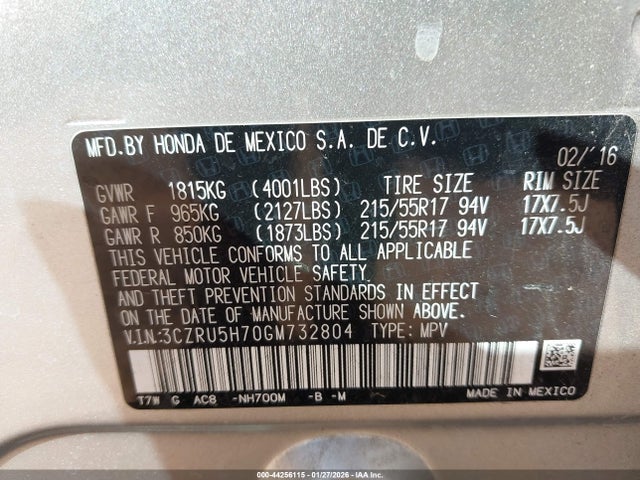 MFD.BY HONDA DE MEXICO S.A. DE C.V.
02/'16
GVWR 1815KG (4001LBS) TIRE SIZE RIM SIZE
GAWR F 965KG (2127LBS) 215/55R17 94V 17X7.5J
GAWR R 850KG (1873LBS) 215/55R17 94V 17X7.5J
THIS VEHICLE CONFORMS TO ALL APPLICABLE
FEDERAL MOTOR VEHICLE SAFETY
AND THEFT PREVENTION STANDARDS IN EFFECT
ON THE DATE OF MANUFACTURE SHOWN ABOVE.
V.I.N:3CZRU5H70GM732804 TYPE: MPV
T7W G AC8 -NH700M -B -M
MADE IN MEXICO
000-44256115 - 01/27/2026 - IAA Inc.